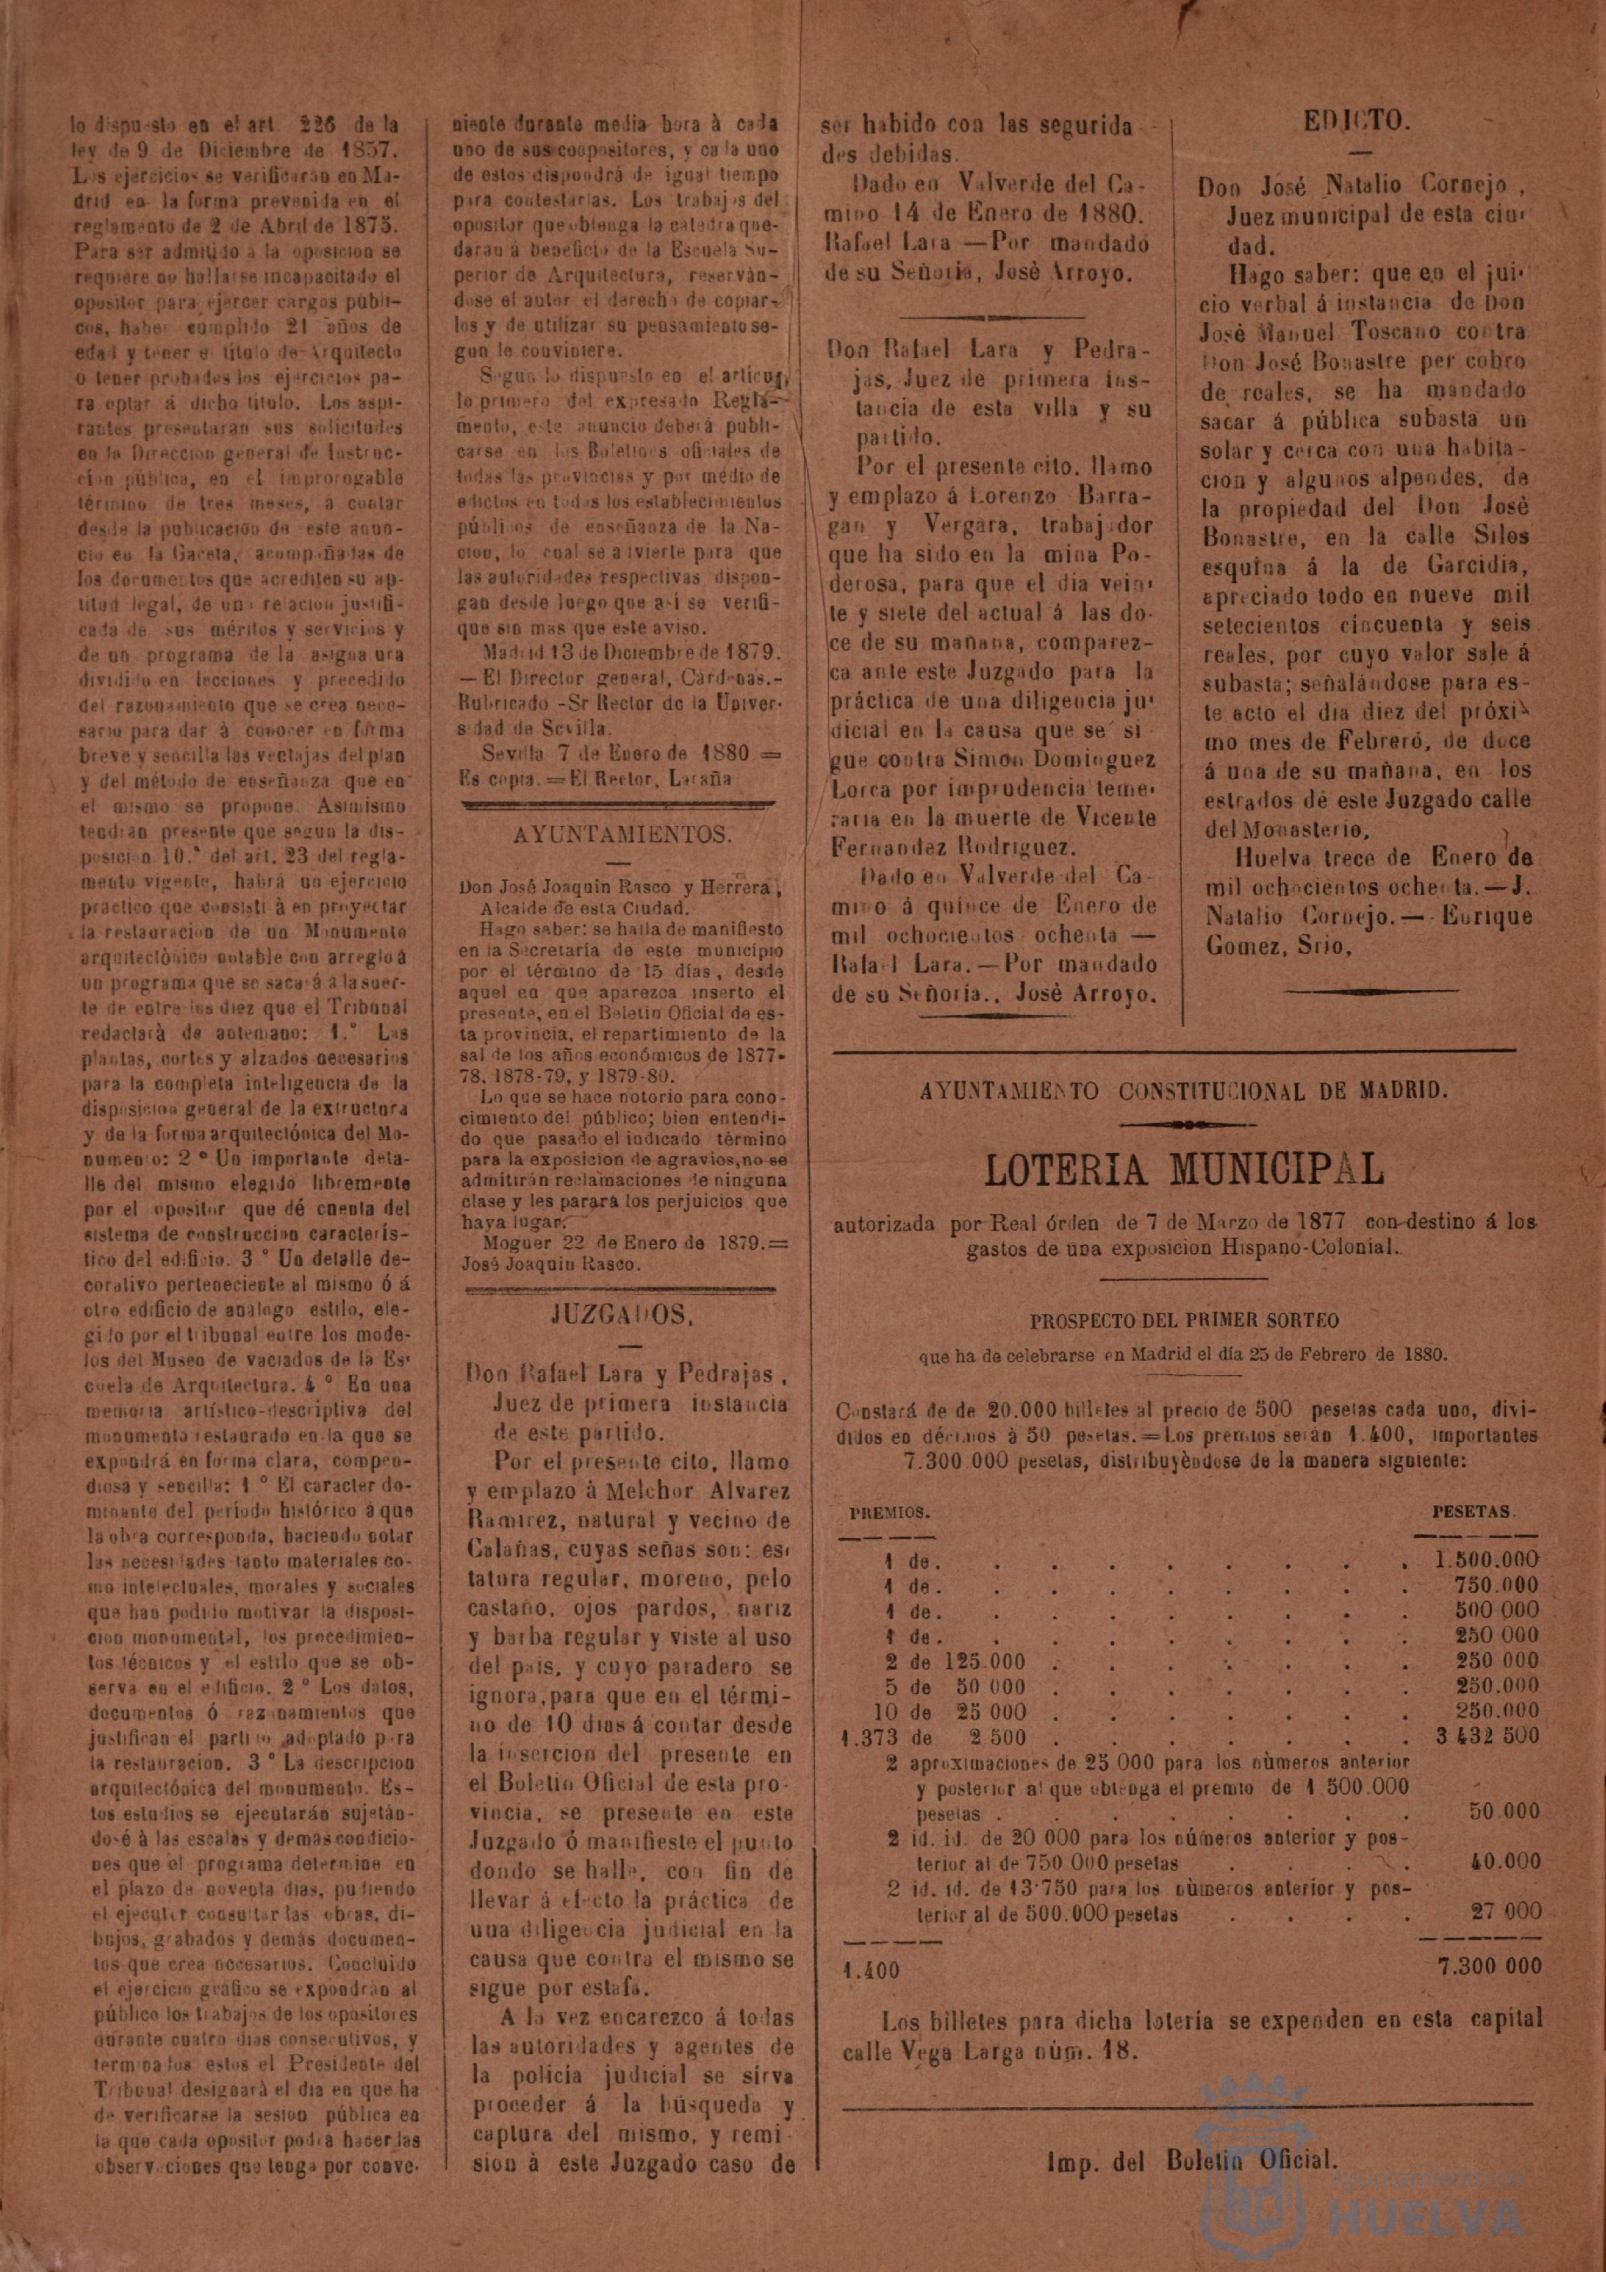 lo dispuesto en el art. 226 de la
ley de 9 de Diciembre de 1857.
Los ejercicios se verificarán en Ma-
drid en la forma prevenida en el
reglamento de 2 de Abril de 1875.
Para ser admitido á la oposicion se
requiere no hallarse incapacitado el
opositor para ejercer cargos públi-
cos, haber cumplido 21 años de
edad y tener el título de Arquitecto
ó tener probados los ejercicios pa-
ra optar á dicho título. Los aspi-
rantes presentarán sus solicitudes
en la Direccion general de Instruc-
cion pública, en el improrogable
término de tres meses, á contar
desde la publicacion de este anun-
cio en la Gaceta, acompañadas de
los documentos que acrediten su ap-
titud legal, de una relacion justifi-
cada de sus méritos y servicios y
de un programa de la asignatura
dividido en lecciones y precedido
del razonamiento que se crea nece-
sario para dar à conocer en forma
breve y sencilla las ventajas del plan
y del método de enseñanza que en
el mismo se propone. Asimismo
tendrán presente que segun la dis-
posicion 10.ª del art. 23 del regla-
mento vigente, habrá un ejercicio
práctico que consistirà en proyectar
la restauracion de un Monumento
arquitectónico notable con arreglo à
un programa que se sacará á la suer-
te de entre los diez que el Tribunal
redactarà de antemano: 1.° Las
plantas, cortes y alzados necesarios
para la completa inteligencia de la
disposicion general de la extructura
y de la forma arquitectónica del Mo-
numento: 2 ° Un importante deta-
lle del mismo elegido libremente
por el opositor que dé cuenta del
sistema de construccion caracterís-
tico del edificio. 3 ° Un detalle de-
corativo perteneciente al mismo ó á
otro edificio de análogo estilo, ele-
gido por el tribunal entre los mode-
los del Museo de vaciados de la Es-
cuela de Arquitectura. 4 ° En una
memoria artístico-descriptiva del
monumento restaurado en la que se
expondrá en forma clara, compen-
diosa y sencilla: 1 ° El caracter do-
minante del período histórico à que
la obra corresponda, haciendo notar
las necesidades tanto materiales co-
mo intelectuales, morales y sociales
que han podido motivar la disposi-
cion monumental, los procedimien-
tos técnicos y el estilo que se ob-
serva en el edificio. 2 ° Los datos,
documentos ó razonamientos que
justifican el partido adoptado para
la restauracion. 3 ° La descripcion
arquitectónica del monumento. Es-
tos estudios se ejecutarán sujetán-
dose à las escalas y demas condicio-
nes que el programa determine en
el plazo de noventa dias, pudiendo
el ejecutar consultar las obras, di-
bujos, grabados y demás documen-
tos que crea necesarios. Concluido
el ejercicio gráfico se expondrán al
público los trabajos de los opositores
durante cuatro dias consecutivos, y
terminados estos el Presidente del
Tribunal designará el dia en que ha
de verificarse la sesion pública en
la que cada opositor podrá hacer las
observaciones que tenga por conve-
niente durante media hora à cada
uno de sus coopositores, y cada uno
de estos dispondrá de igual tiempo
para contestarlas. Los trabajos del
opositor que obtenga la catedra que-
daran á beneficio de la Escuela Su-
perior de Arquitectura, reserván-
dose el autor el derecho de copiar-
los y de utilizar su pensamiento se-
gun le conviniere.
Segun lo dispuesto en el articu-
lo primero del expresado Regla-
mento, este anuncio deberá publi-
carse en los Boletines oficiales de
todas las provincias y por médio de
edictos en todos los establecimientos
públicos de enseñanza de la Na-
cion, lo cual se advierte para que
las autoridades respectivas dispon-
gan desde luego que así se verifi-
que sin mas que este aviso.
Madrid 13 de Diciembre de 1879.
— El Director general, Cárdenas.-
Rubricado -Sr Rector de la Univer-
sidad de Sevilla.
Sevilla 7 de Enero de 1880 =
Es copia. = El Rector, Laraña
AYUNTAMIENTOS.
Don José Joaquin Rasco y Herrera,
Alcalde de esta Ciudad.
Hago saber: se halla de manifiesto
en la Secretaría de este municipio
por el término de 15 días, desde
aquel en que aparezca inserto el
presente, en el Boletin Oficial de es-
ta provincia, el repartimiento de la
sal de los años económicos de 1877-
78, 1878-79, y 1879-80.
Lo que se hace notorio para cono-
cimiento del público; bien entendi-
do que pasado el indicado término
para la exposicion de agravios, no se
admitirán reclamaciones de ninguna
clase y les parará los perjuicios que
haya lugar.
Moguer 22 de Enero de 1879.=
José Joaquin Rasco.
JUZGADOS.
Don Rafael Lara y Pedrajas,
Juez de primera instancia
de este partido.
Por el presente cito, llamo
y emplazo à Melchor Alvarez
Ramirez, natural y vecino de
Calañas, cuyas señas son: es-
tatura regular, moreno, pelo
castaño, ojos pardos, nariz
y barba regular y viste al uso
del pais, y cuyo paradero se
ignora, para que en el térmi-
no de 10 dias á contar desde
la insercion del presente en
el Boletin Oficial de esta pro-
vincia, se presente en este
Juzgado ó manifieste el punto
dondo se halle, con fin de
llevar á efecto la práctica de
una diligencia judicial en la
causa que contra el mismo se
sigue por estafa.
A la vez encarezco á todas
las autoridades y agentes de
la policía judicial se sirva
proceder á la búsqueda y
captura del mismo, y remi-
sion à este Juzgado caso de
ser habido con las segurida-
des debidas.
Dado en Valverde del Ca-
mino 14 de Enero de 1880.
Rafael Lara —Por mandado
de su Señoría, José Arroyo.
Don Rafael Lara y Pedra-
jas, Juez de primera ins-
tancia de esta villa y su
partido.
Por el presente cito, llamo
y emplazo á Lorenzo Barra-
gan y Vergara, trabajador
que ha sido en la mina Po-
derosa, para que el dia vein-
te y siete del actual á las do-
ce de su mañana, comparez-
ca ante este Juzgado para la
práctica de una diligencia ju-
dicial en la causa que se si-
gue contra Simon Dominguez
Lorca por imprudencia teme-
raria en la muerte de Vicente
Fernandez Rodriguez.
Dado en Valverde del Ca-
mino á quince de Enero de
mil ochocientos ochenta —
Rafael Lara. — Por mandado
de su Señoría., José Arroyo.
EDICTO.
Don José Natalio Cornejo,
Juez municipal de esta ciu-
dad.
Hago saber: que en el jui-
cio verbal á instancia de Don
José Manuel Toscano contra
Don José Bonastre per cobro
de reales, se ha mandado
sacar á pública subasta un
solar y cerca con una habita-
cion y algunos alpendes, de
la propiedad del Don José
Bonastre, en la calle Silos
esquina á la de Garcidia,
apreciado todo en nueve mil
selecientos cincuenta y seis
reales, por cuyo valor sale á
subasta; señalándose para es-
te acto el dia diez del próxi-
mo mes de Febreró, de doce
á una de su mañana, en los
estrados de este Juzgado calle
del Monasterio,
Huelva trece de Enero de
mil ochocientos ochenta. — J.
Natalio Cornejo. — Enrique
Gomez, Srio,
AYUNTAMIENTO CONSTITUCIONAL DE MADRID.
LOTERIA MUNICIPAL
autorizada por Real órden de 7 de Marzo de 1877 con destino á los
gastos de una exposicion Hispano-Colonial.
PROSPECTO DEL PRIMER SORTEO
que ha de celebrarse en Madrid el día 25 de Febrero de 1880.
Constará de de 20.000 billetes al precio de 500 pesetas cada uno, divi-
didos en décimos à 50 pesetas.=Los premios serán 1.400, importantes
7.300.000 pesetas, distribuyèndose de la manera siguiente:
PREMIOS. PESETAS.
1 de. . . . . . . . . 1.500.000
1 de. . . . . . . . . 750.000
1 de. . . . . . . . . 500 000
1 de. . . . . . . . . 250 000
2 de 125.000 . . . . . . . 250 000
5 de 50 000 . . . . . . . 250.000
10 de 25 000 . . . . . . . 250.000
1.373 de 2 500 . . . . . . . 3 432 500
2 aproximaciones de 25 000 para los números anterior
y posterior al que obtenga el premio de 1.500.000
pesetas . . . . . . . . 50.000
2 id. id. de 20 000 para los números anterior y pos-
terior al de 750 000 pesetas . . . . 40.000
2 id. id. de 13'750 para los números anterior y pos-
terior al de 500.000 pesetas . . . . 27 000
1.400 7.300 000
Los billetes para dicha loteria se expenden en esta capital
calle Vega Larga núm. 18.
Imp. del Boletin Oficial.
Ayuntamiento de
HUELVA